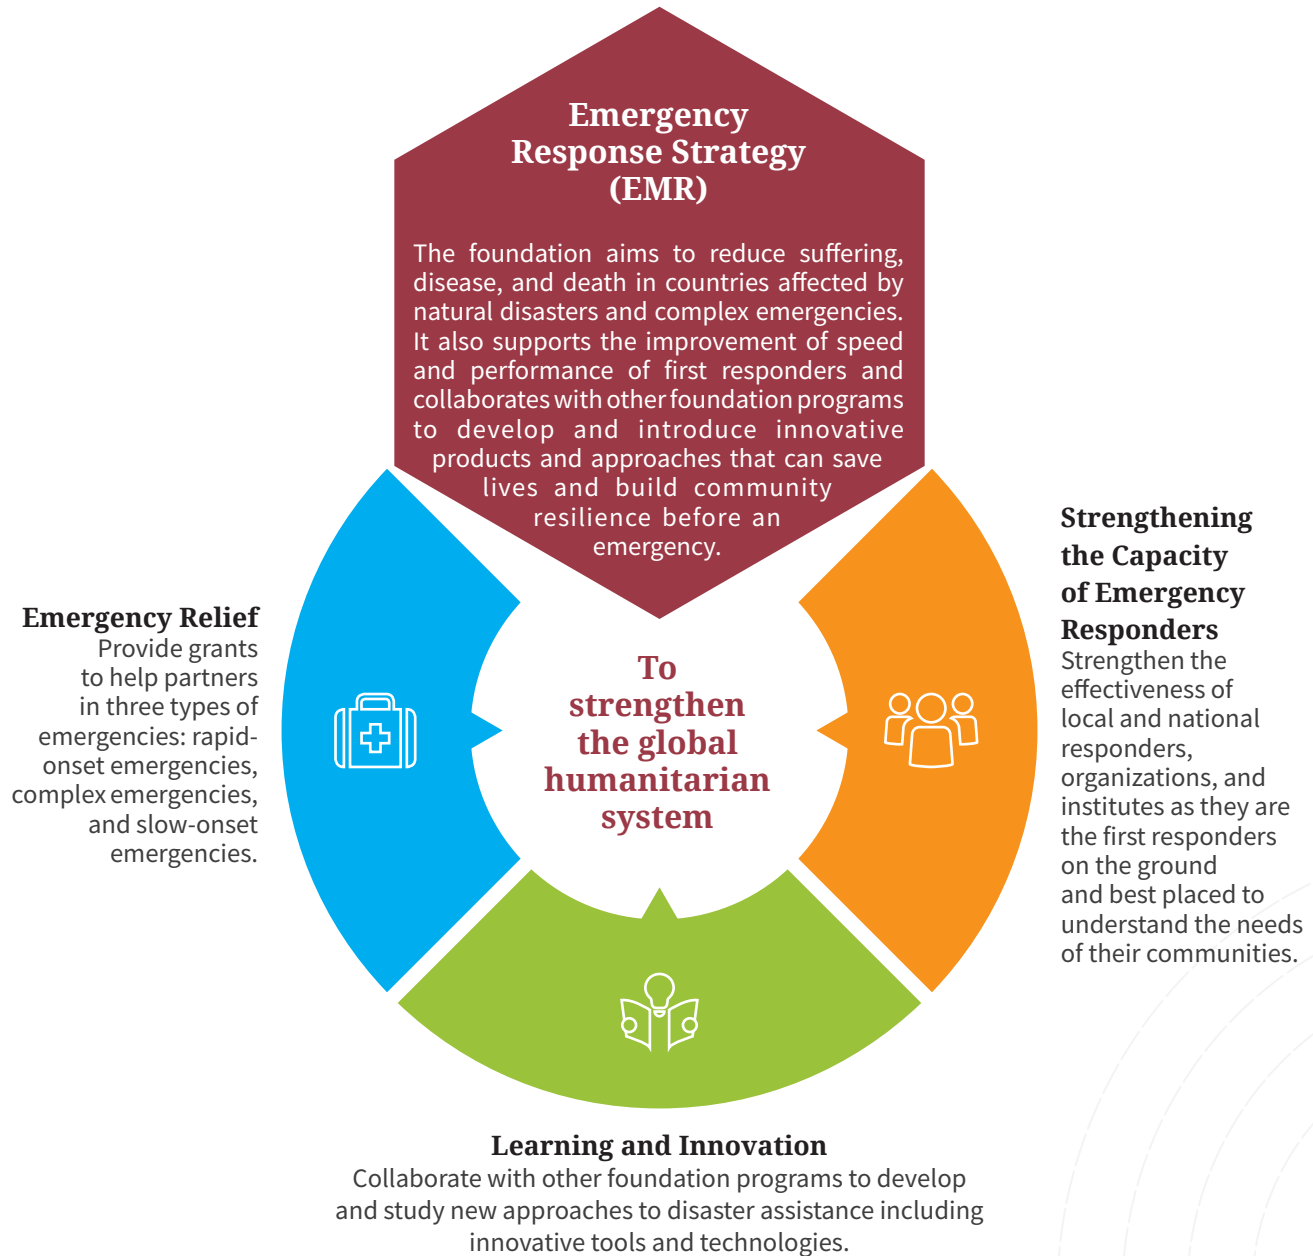 Emergency
Response Strategy
(EMR)
The foundation aims to reduce suffering,
disease, and death in countries affected by
natural disasters and complex emergencies.
It also supports the improvement of speed
and performance of first responders and
collaborates with other foundation programs
to develop and introduce innovative
products and approaches that can save
lives and build community
resilience before an
emergency.
Emergency Relief
Provide grants
to help partners
in three types of
emergencies: rapid-
onset emergencies,
complex emergencies,
and slow-onset
emergencies.
To
strengthen
the global
humanitarian
system
Strengthening
the Capacity
of Emergency
Responders
Strengthen the
effectiveness of
local and national
responders,
organizations, and
institutes as they are
the first responders
on the ground
and best placed to
understand the needs
of their communities.
Learning and Innovation
Collaborate with other foundation programs to develop
and study new approaches to disaster assistance including
innovative tools and technologies.